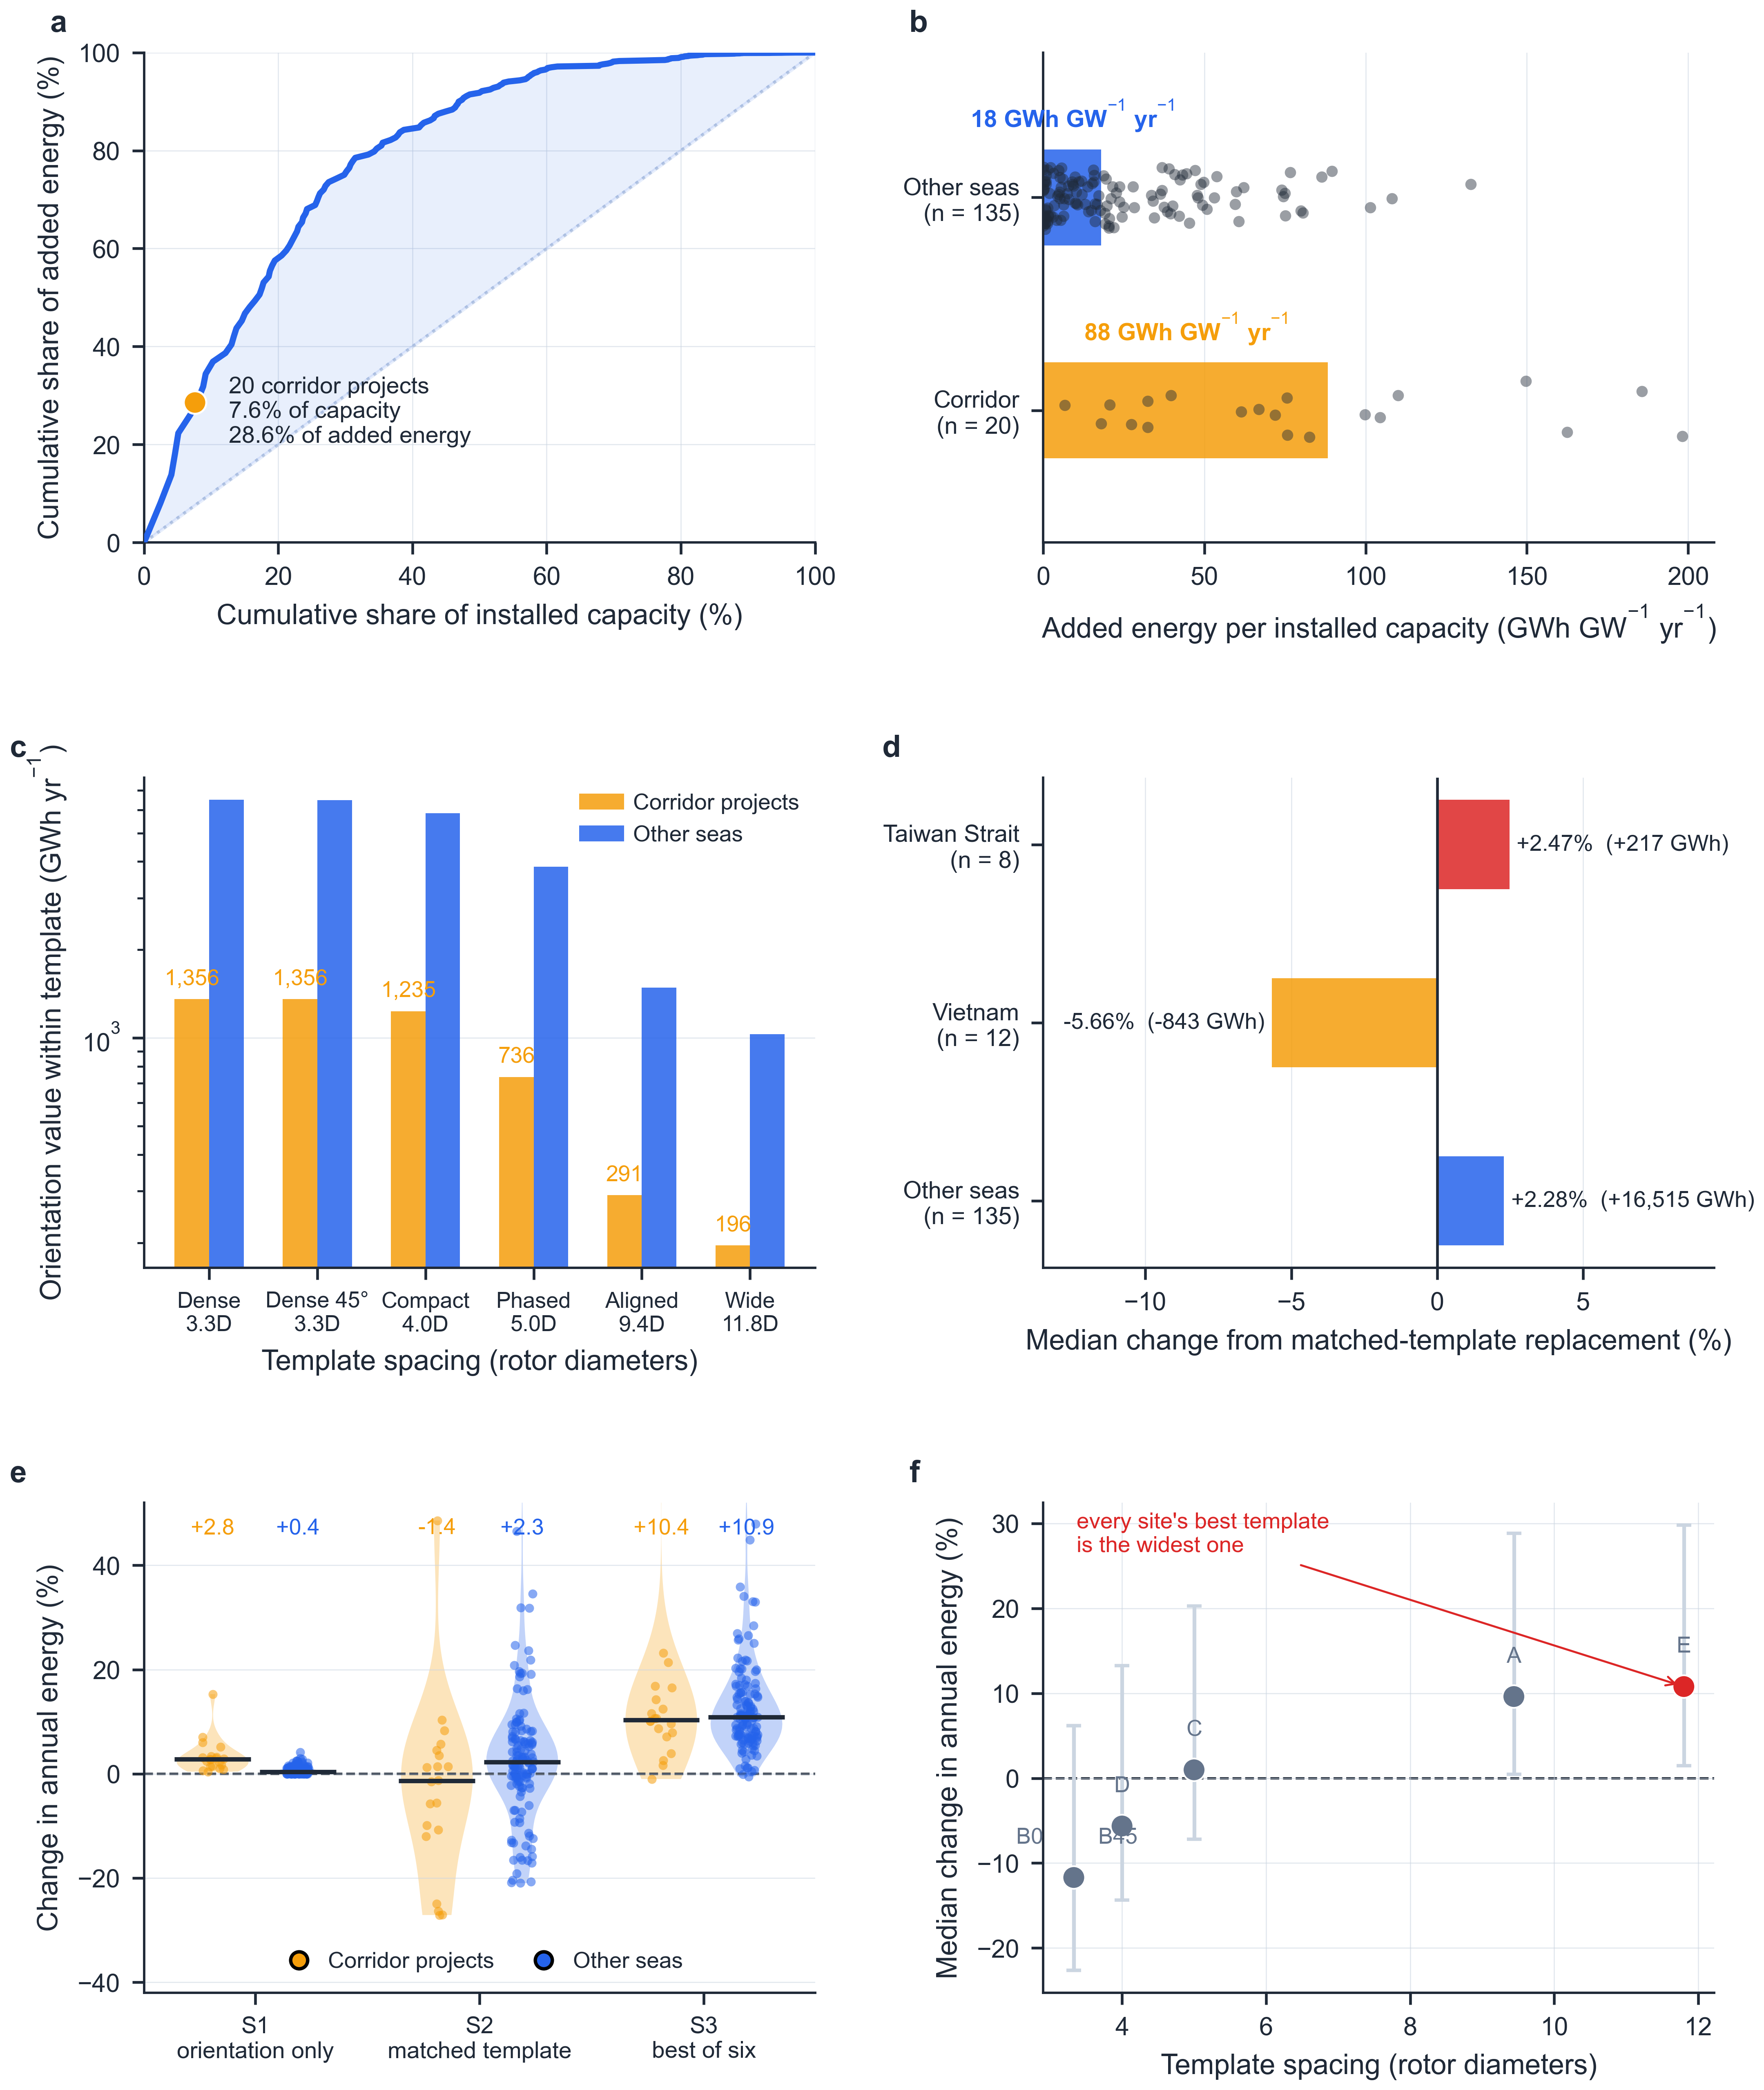 a
100
80
60
40
20
0
Cumulative share of added energy (%)
20 corridor projects
7.6% of capacity
28.6% of added energy
0 20 40 60 80 100
Cumulative share of installed capacity (%)
b
18 GWh GW⁻¹ yr⁻¹
Other seas
(n = 135)
88 GWh GW⁻¹ yr⁻¹
Corridor
(n = 20)
0 50 100 150 200
Added energy per installed capacity (GWh GW⁻¹ yr⁻¹)
c
Orientation value within template (GWh yr⁻¹)
10³
Corridor projects
Other seas
1,356
1,356
1,235
736
291
196
Dense
3.3D
Dense 45°
3.3D
Compact
4.0D
Phased
5.0D
Aligned
9.4D
Wide
11.8D
Template spacing (rotor diameters)
d
Taiwan Strait
(n = 8)
+2.47% (+217 GWh)
Vietnam
(n = 12)
-5.66% (-843 GWh)
Other seas
(n = 135)
+2.28% (+16,515 GWh)
−10 −5 0 5
Median change from matched-template replacement (%)
e
Change in annual energy (%)
40
20
0
−20
−40
+2.8 +0.4 -1.4 +2.3 +10.4 +10.9
Corridor projects
Other seas
S1
orientation only
S2
matched template
S3
best of six
f
Median change in annual energy (%)
30
20
10
0
−10
−20
every site's best template
is the widest one
B0
B45
D
C
A
E
4 6 8 10 12
Template spacing (rotor diameters)